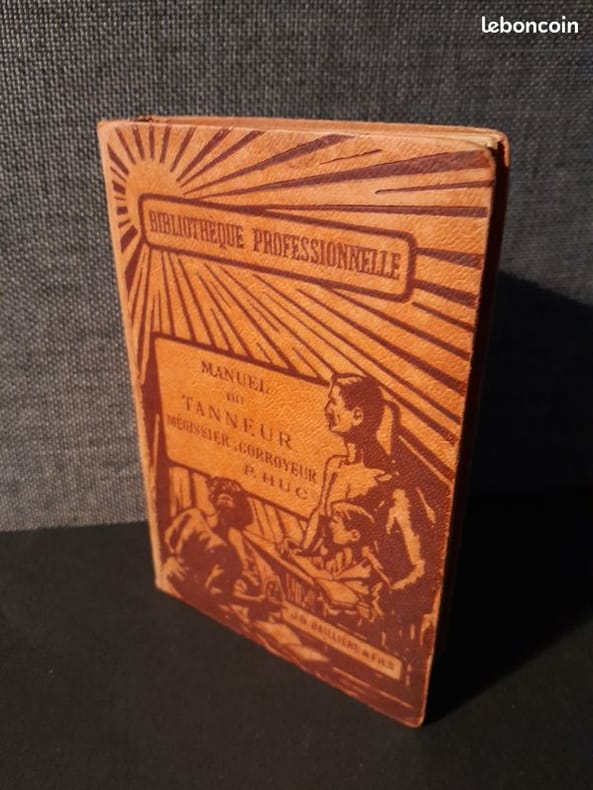 leboncoin
BIBLIOTHÈQUE PROFESSIONNELLE
MANUEL
DU
TANNEUR
MÉGISSIER, CORROYEUR
P. HUC
J.B. BAILLIÈRE & FILS